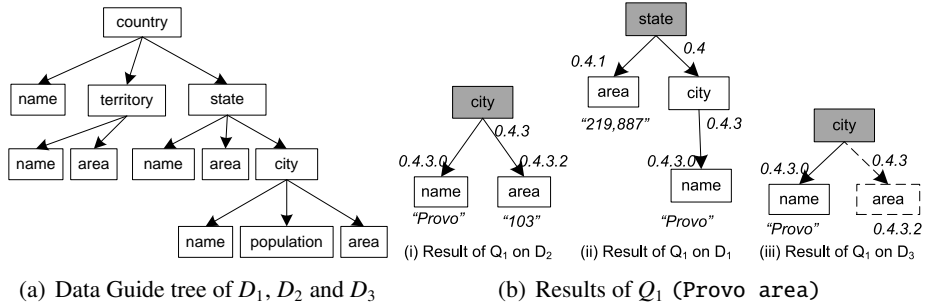 country
name
territory
state
name
area
name
area
city
name
population
area
(a) Data Guide tree of D1, D2 and D3
city
0.4.3
0.4.3.0
0.4.3.2
name
area
“Provo”
“103”
(i) Result of Q1 on D2
state
0.4.1
0.4
area
city
“219,887”
0.4.3
0.4.3.0
name
“Provo”
(ii) Result of Q1 on D1
city
0.4.3.0
0.4.3
name
area
“Provo”
0.4.3.2
(iii) Result of Q1 on D3
(b) Results of Q1 (Provo area)